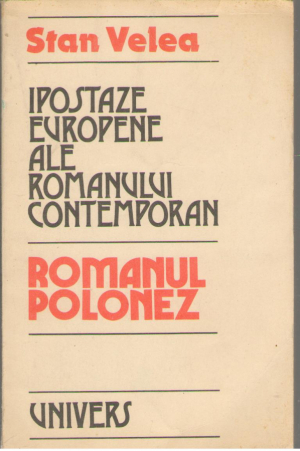 Stan Velea
IPOSTAZE
EUROPENE
ALE
ROMANULUI
CONTEMPORAN
ROMANUL
POLONEZ
UNIVERS